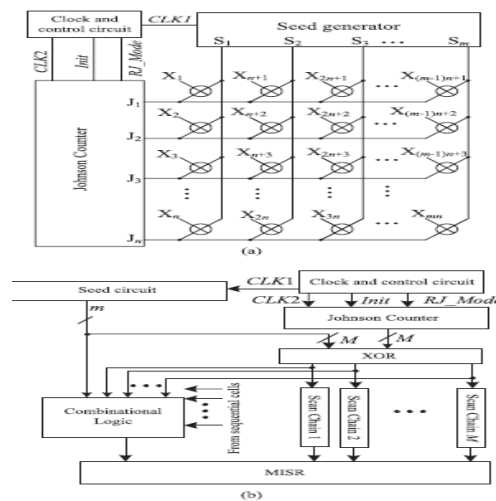 Clock and
control circuit
CLK1
Seed generator
S1 S2 S3 ••• Sm
CLK2
Init
RJ_Mode
Johnson Counter
X1 Xn+1 X2n+1 ••• X(m-1)n+1
J1
X2 Xn+2 X2n+2 ••• X(m-1)n+2
J2
X3 Xn+3 X2n+3 ••• X(m-1)n+3
J3
Xn X2n X3n ••• Xmn
Jn
(a)
Seed circuit
CLK1
Clock and control circuit
CLK2 Init RJ_Mode
m
Johnson Counter
M M
XOR
Combinational
Logic
From sequential cells
Scan Chain 1
Scan Chain 2
Scan Chain M
MISR
(b)